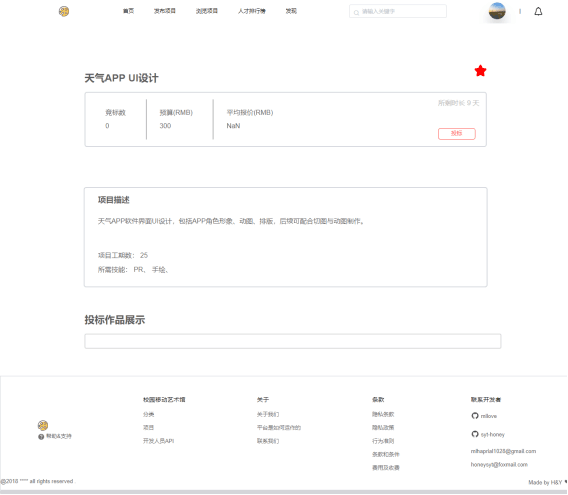 首页 发布项目 浏览项目 人才排行榜 发现 请输入关键字
天气APP UI设计
所剩时长 9 天
竞标数 预算(RMB) 平均报价(RMB)
0 300 NaN
投标
项目描述
天气APP软件界面UI设计、包括APP角色形象、动图、排版，后续可配合切图与动图制作。
项目工期数： 25
所需技能： PR、 手绘、
投标作品展示
校园移动艺术馆 关于 条款 联系开发者
分类 关于我们 隐私条款 mllove
项目 平台是如何运作的 隐私政策 syt-honey
帮助&支持
开发人员API 联系我们 行为准则
条款和条件 mlhapriat1028@gmail.com
费用及收费 honeysyt@foxmail.com
@2018 **** all rights reserved Made by H&Y